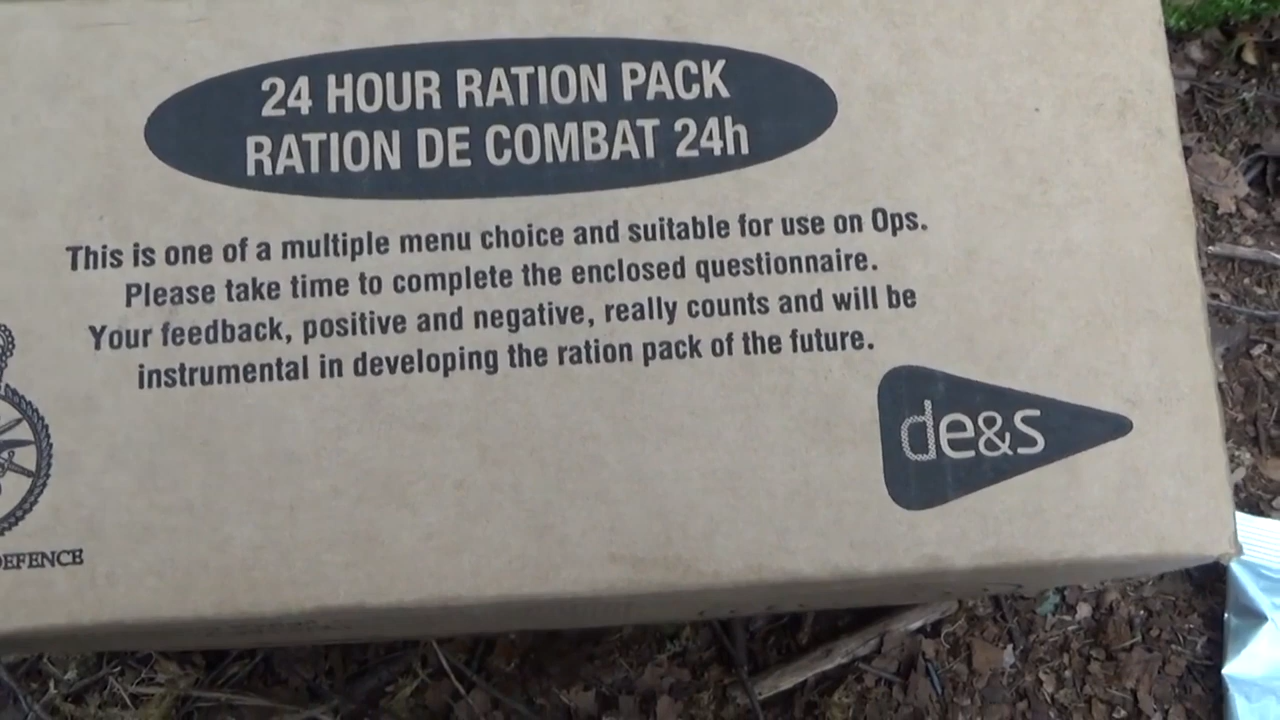 24 HOUR RATION PACK
RATION DE COMBAT 24h
This is one of a multiple menu choice and suitable for use on Ops.
Please take time to complete the enclosed questionnaire.
Your feedback, positive and negative, really counts and will be
instrumental in developing the ration pack of the future.
de&s
EFENCE